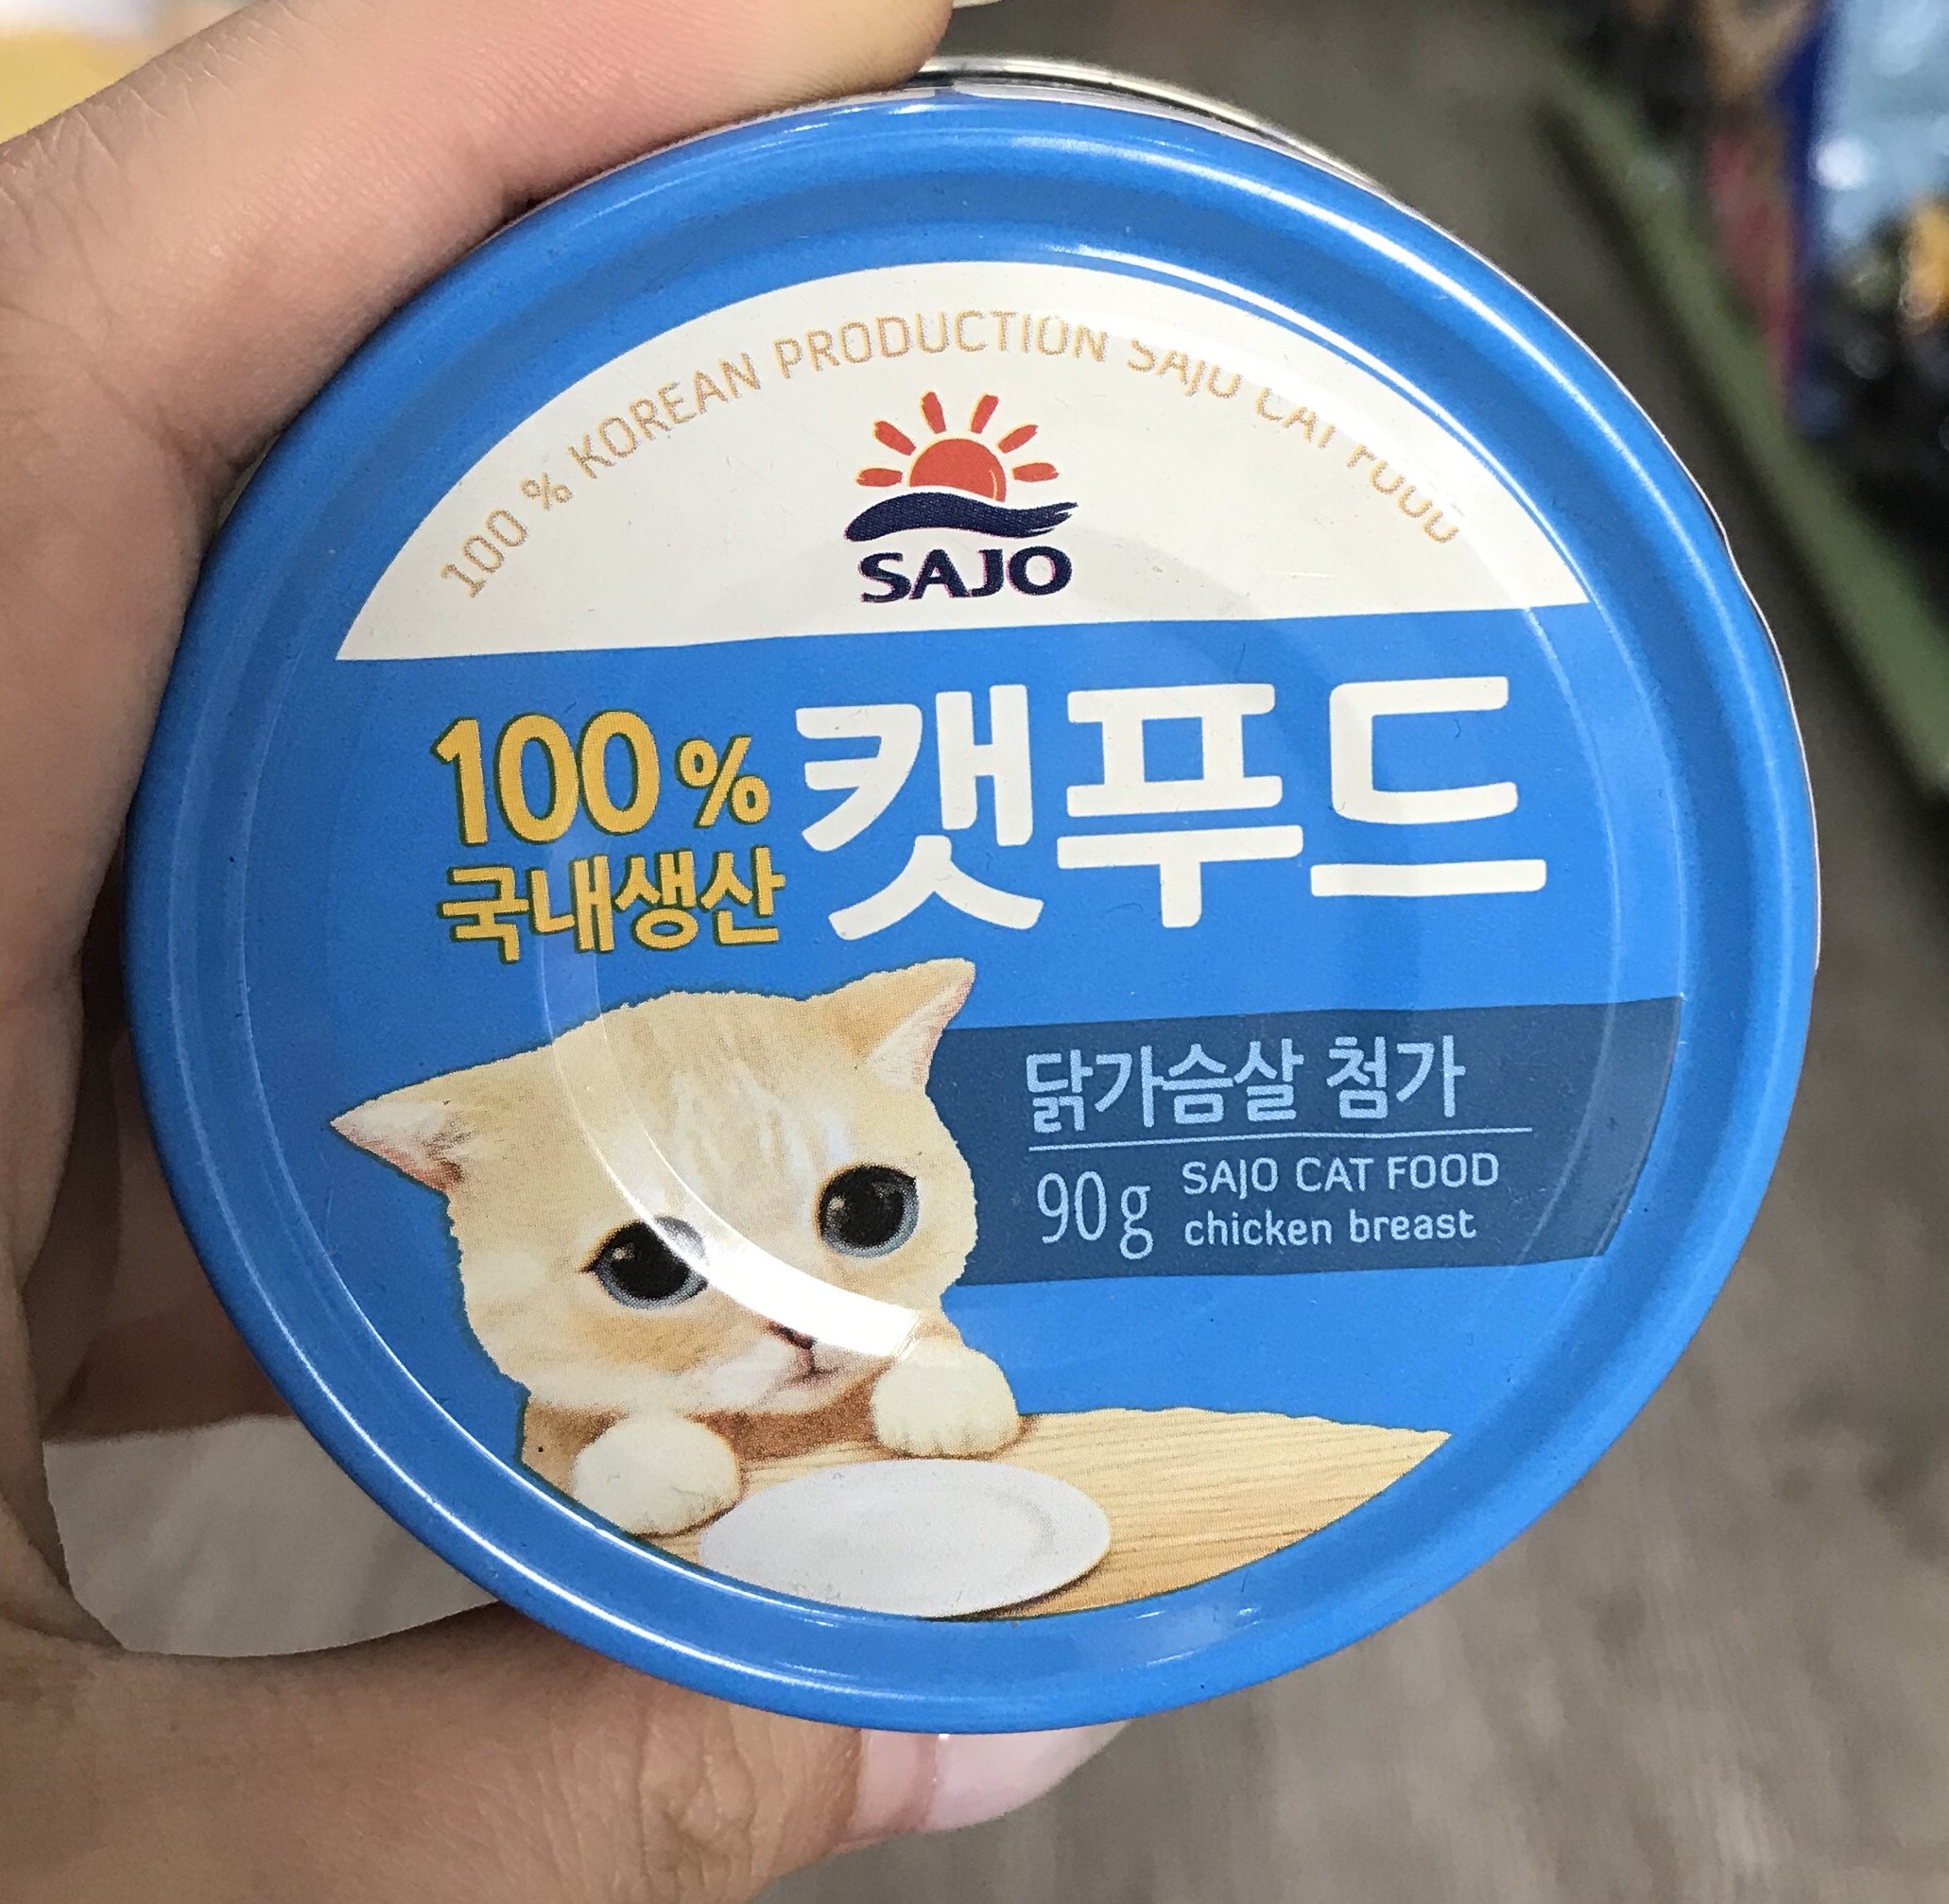 100 % KOREAN PRODUCTION SAJO CAT FOOD
SAJO
100 %
국내생산
캣푸드
닭가슴살 첨가
90g
SAJO CAT FOOD
chicken breast